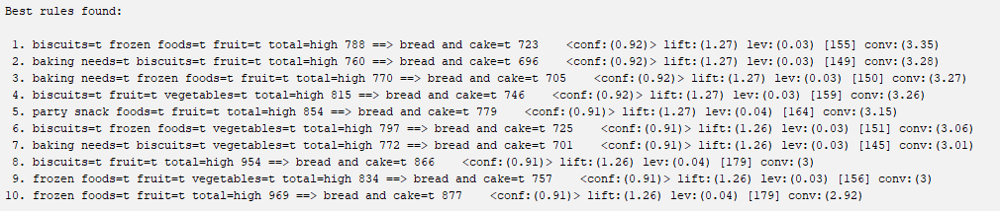 Best rules found:
1. biscuits=t frozen foods=t fruit=t total=high 788 ==> bread and cake=t 723    <conf:(0.92)> lift:(1.27) lev:(0.03) [155] conv:(3.35)
2. baking needs=t biscuits=t fruit=t total=high 760 ==> bread and cake=t 696    <conf:(0.92)> lift:(1.27) lev:(0.03) [149] conv:(3.28)
3. baking needs=t frozen foods=t fruit=t total=high 770 ==> bread and cake=t 705    <conf:(0.92)> lift:(1.27) lev:(0.03) [150] conv:(3.27)
4. biscuits=t fruit=t vegetables=t total=high 815 ==> bread and cake=t 746    <conf:(0.92)> lift:(1.27) lev:(0.03) [159] conv:(3.26)
5. party snack foods=t fruit=t total=high 854 ==> bread and cake=t 779    <conf:(0.91)> lift:(1.27) lev:(0.04) [164] conv:(3.15)
6. biscuits=t frozen foods=t vegetables=t total=high 797 ==> bread and cake=t 725    <conf:(0.91)> lift:(1.26) lev:(0.03) [151] conv:(3.06)
7. baking needs=t biscuits=t vegetables=t total=high 772 ==> bread and cake=t 701    <conf:(0.91)> lift:(1.26) lev:(0.03) [145] conv:(3.01)
8. biscuits=t fruit=t total=high 954 ==> bread and cake=t 866    <conf:(0.91)> lift:(1.26) lev:(0.04) [179] conv:(3)
9. frozen foods=t fruit=t vegetables=t total=high 834 ==> bread and cake=t 757    <conf:(0.91)> lift:(1.26) lev:(0.03) [156] conv:(3)
10. frozen foods=t fruit=t total=high 969 ==> bread and cake=t 877    <conf:(0.91)> lift:(1.26) lev:(0.04) [179] conv:(2.92)